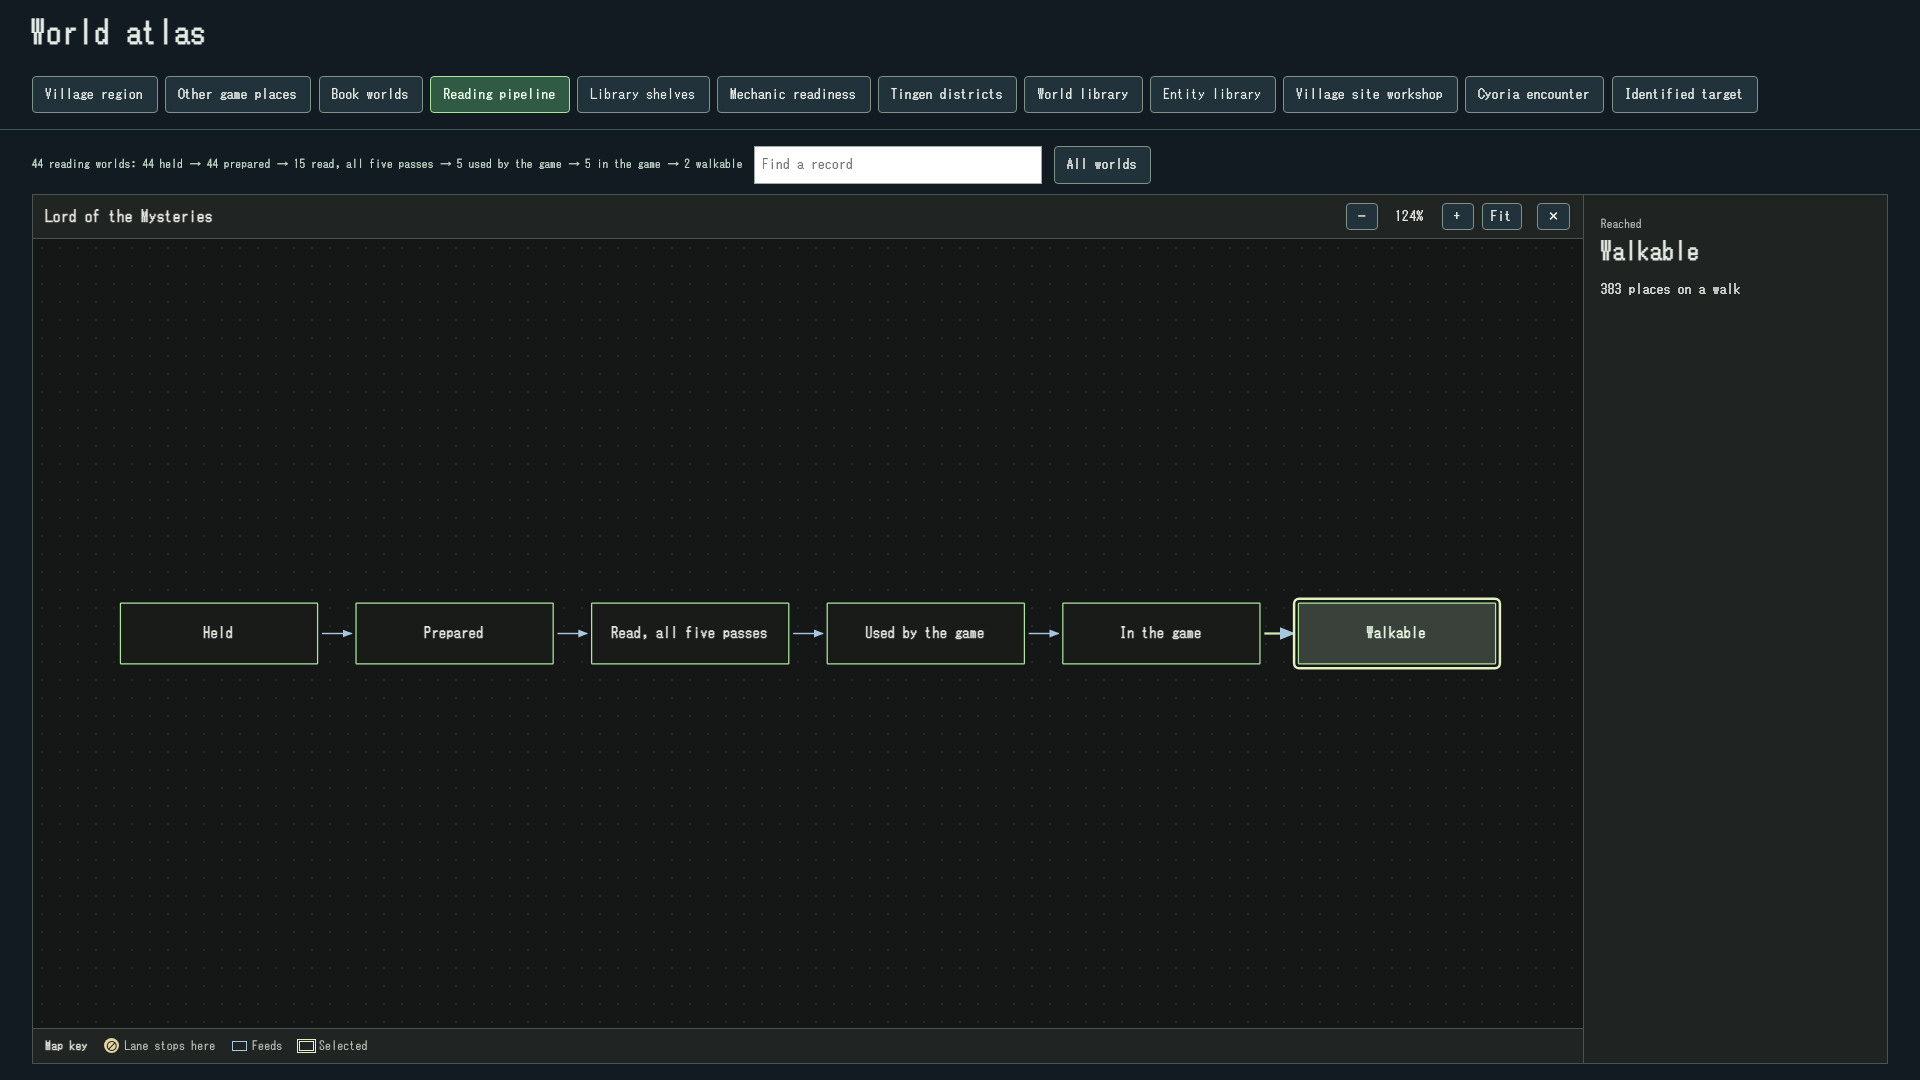 World atlas
Village region
Other game places
Book worlds
Reading pipeline
Library shelves
Mechanic readiness
Tingen districts
World library
Entity library
Village site workshop
Cyoria encounter
Identified target
44 reading worlds: 44 held → 44 prepared → 15 read, all five passes → 5 used by the game → 5 in the game → 2 walkable
Find a record
All worlds
Lord of the Mysteries
−
124%
+
Fit
×
Reached
Walkable
383 places on a walk
Held
Prepared
Read, all five passes
Used by the game
In the game
Walkable
Map key
Lane stops here
Feeds
Selected